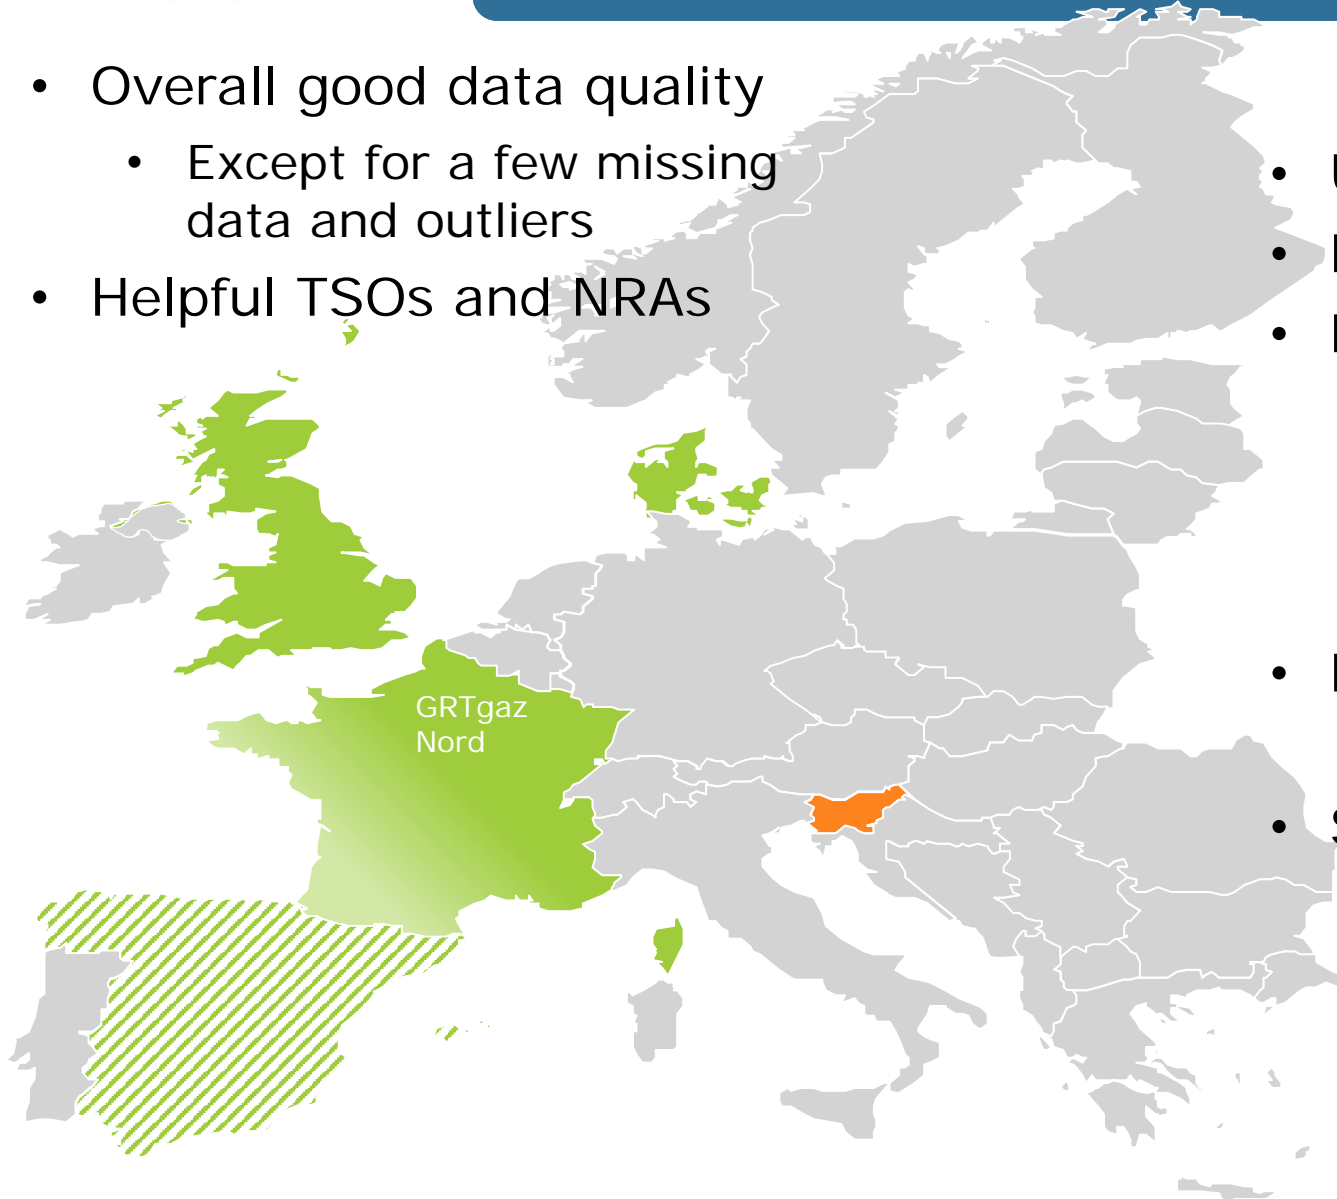 • Overall good data quality
• Except for a few missing
data and outliers
• Helpful TSOs and NRAs
GRTgaz
Nord